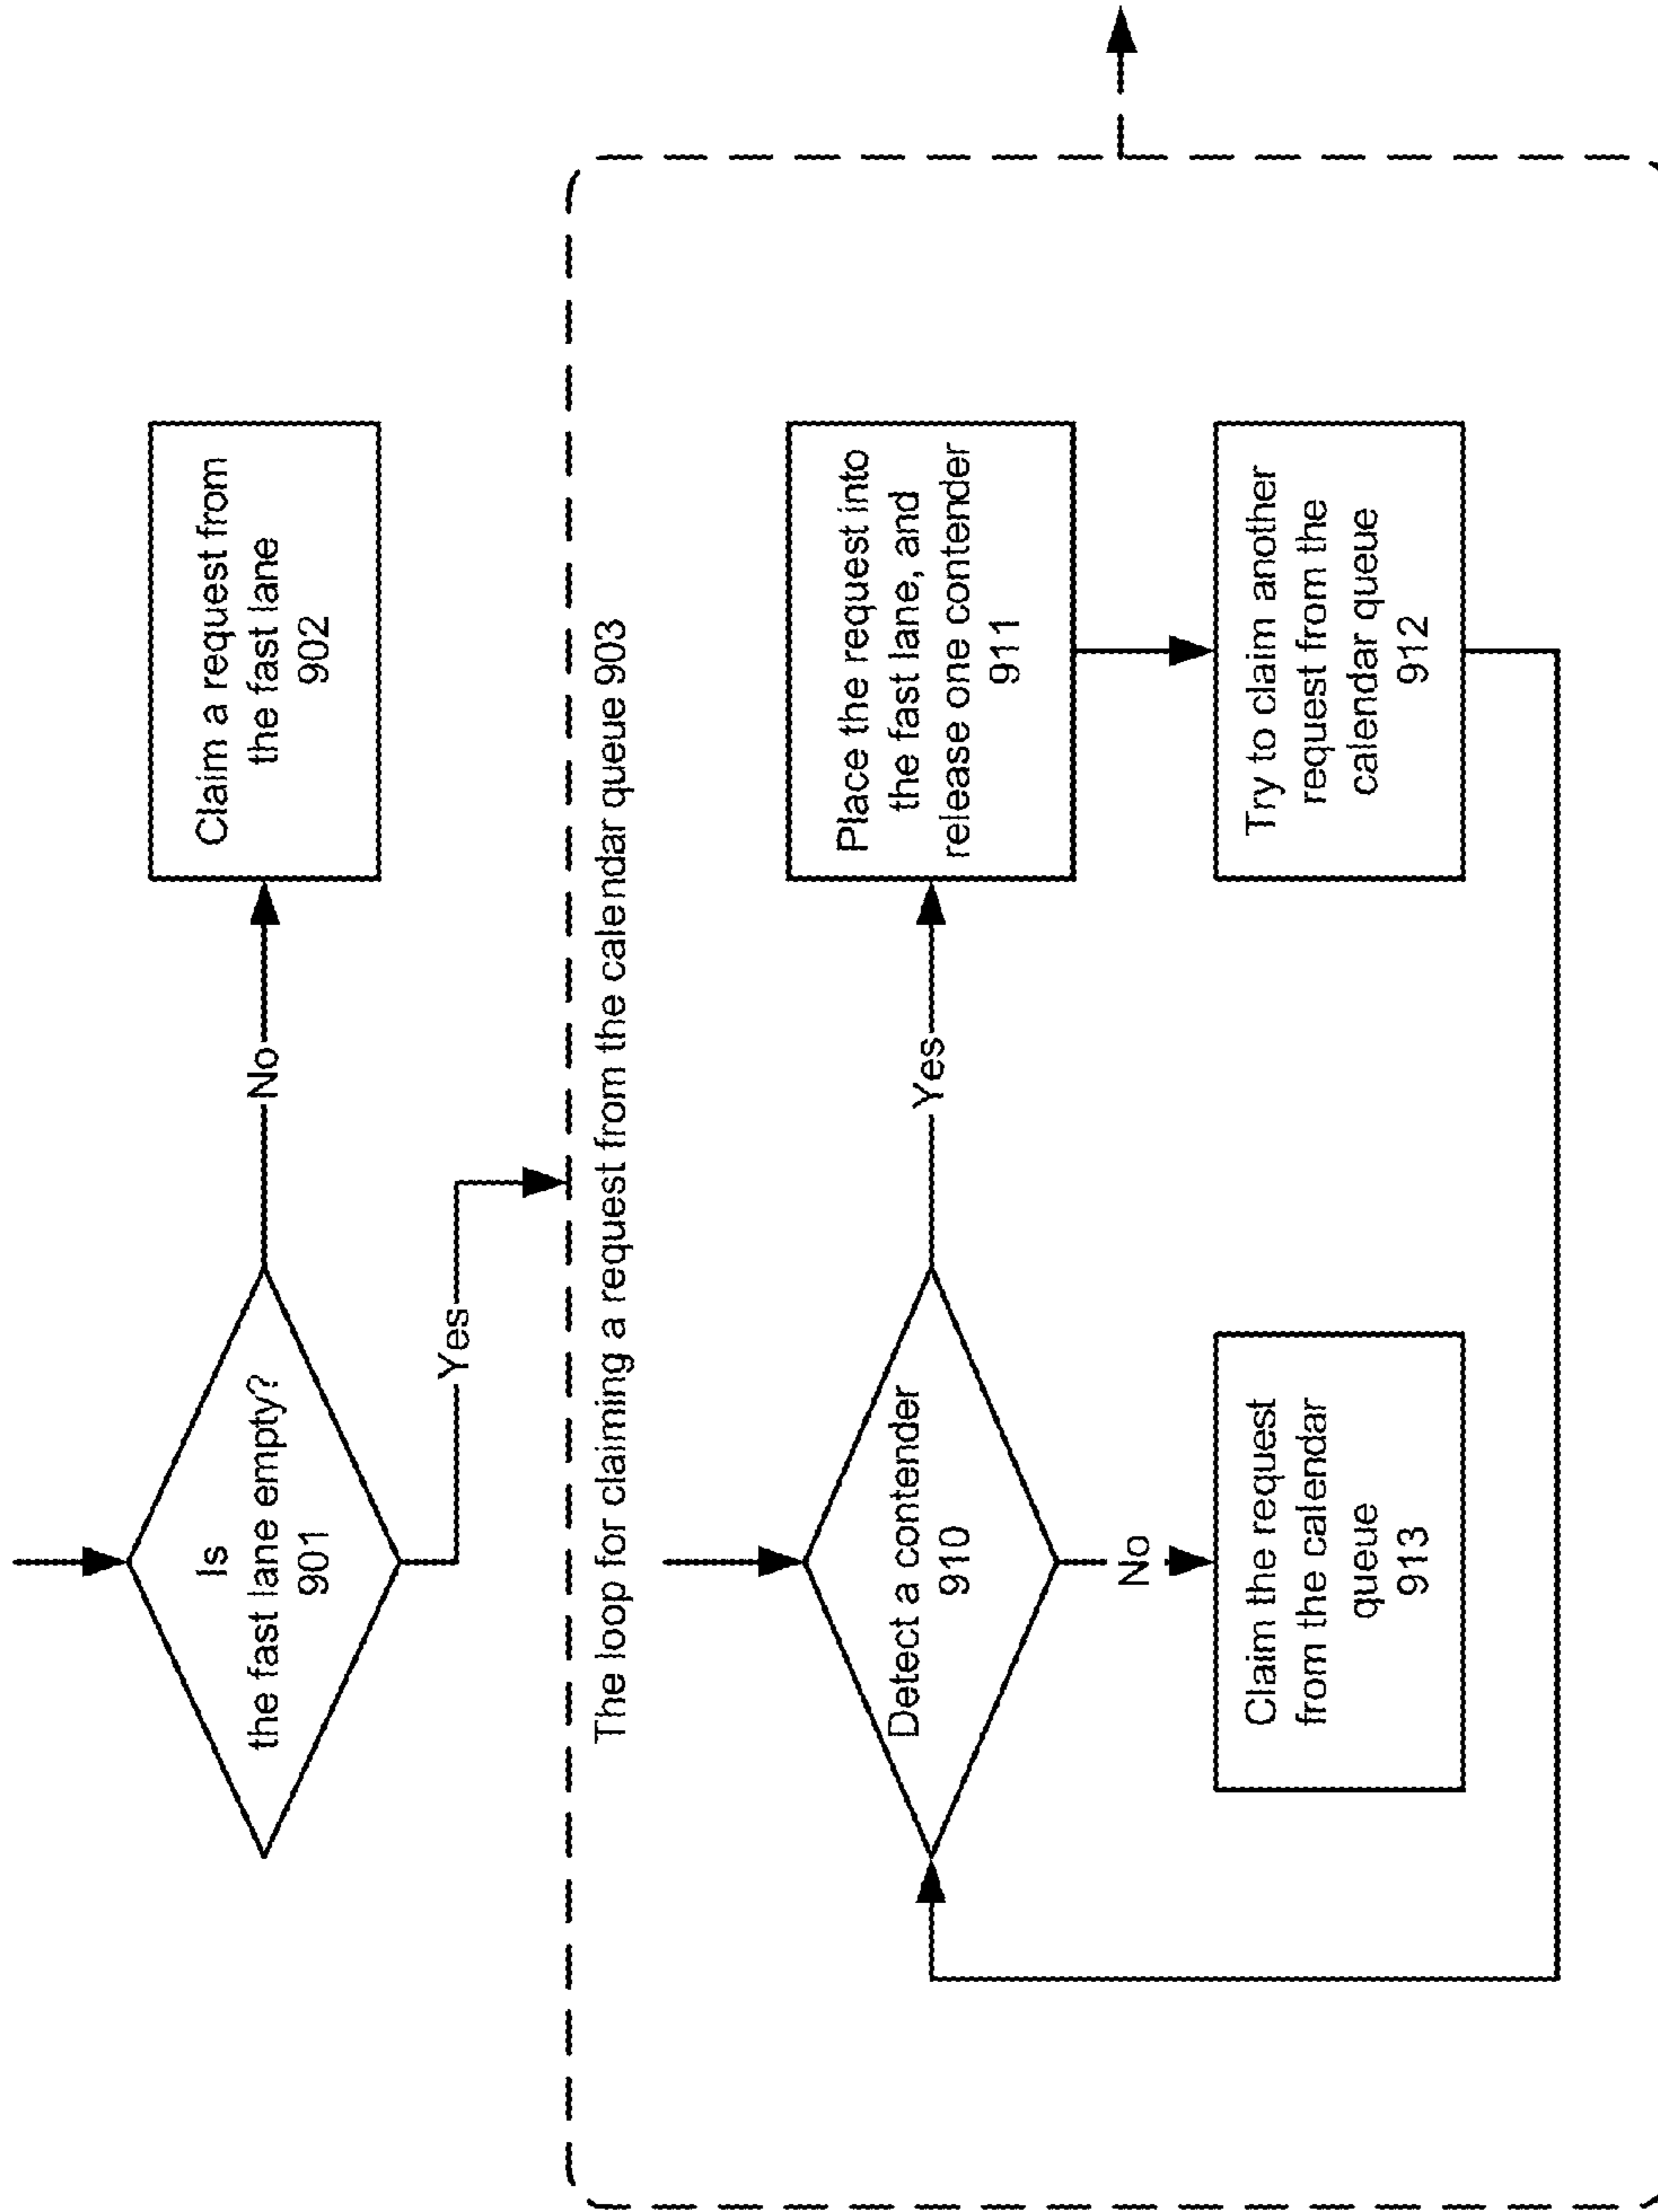 Is
the fast lane empty?
901
No
Claim a request from
the fast lane
902
Yes
The loop for claiming a request from the calendar queue 903
Detect a contender
910
Yes
Place the request into
the fast lane, and
release one contender
911
No
Claim the request
from the calendar
queue
913
Try to claim another
request from the
calendar queue
912